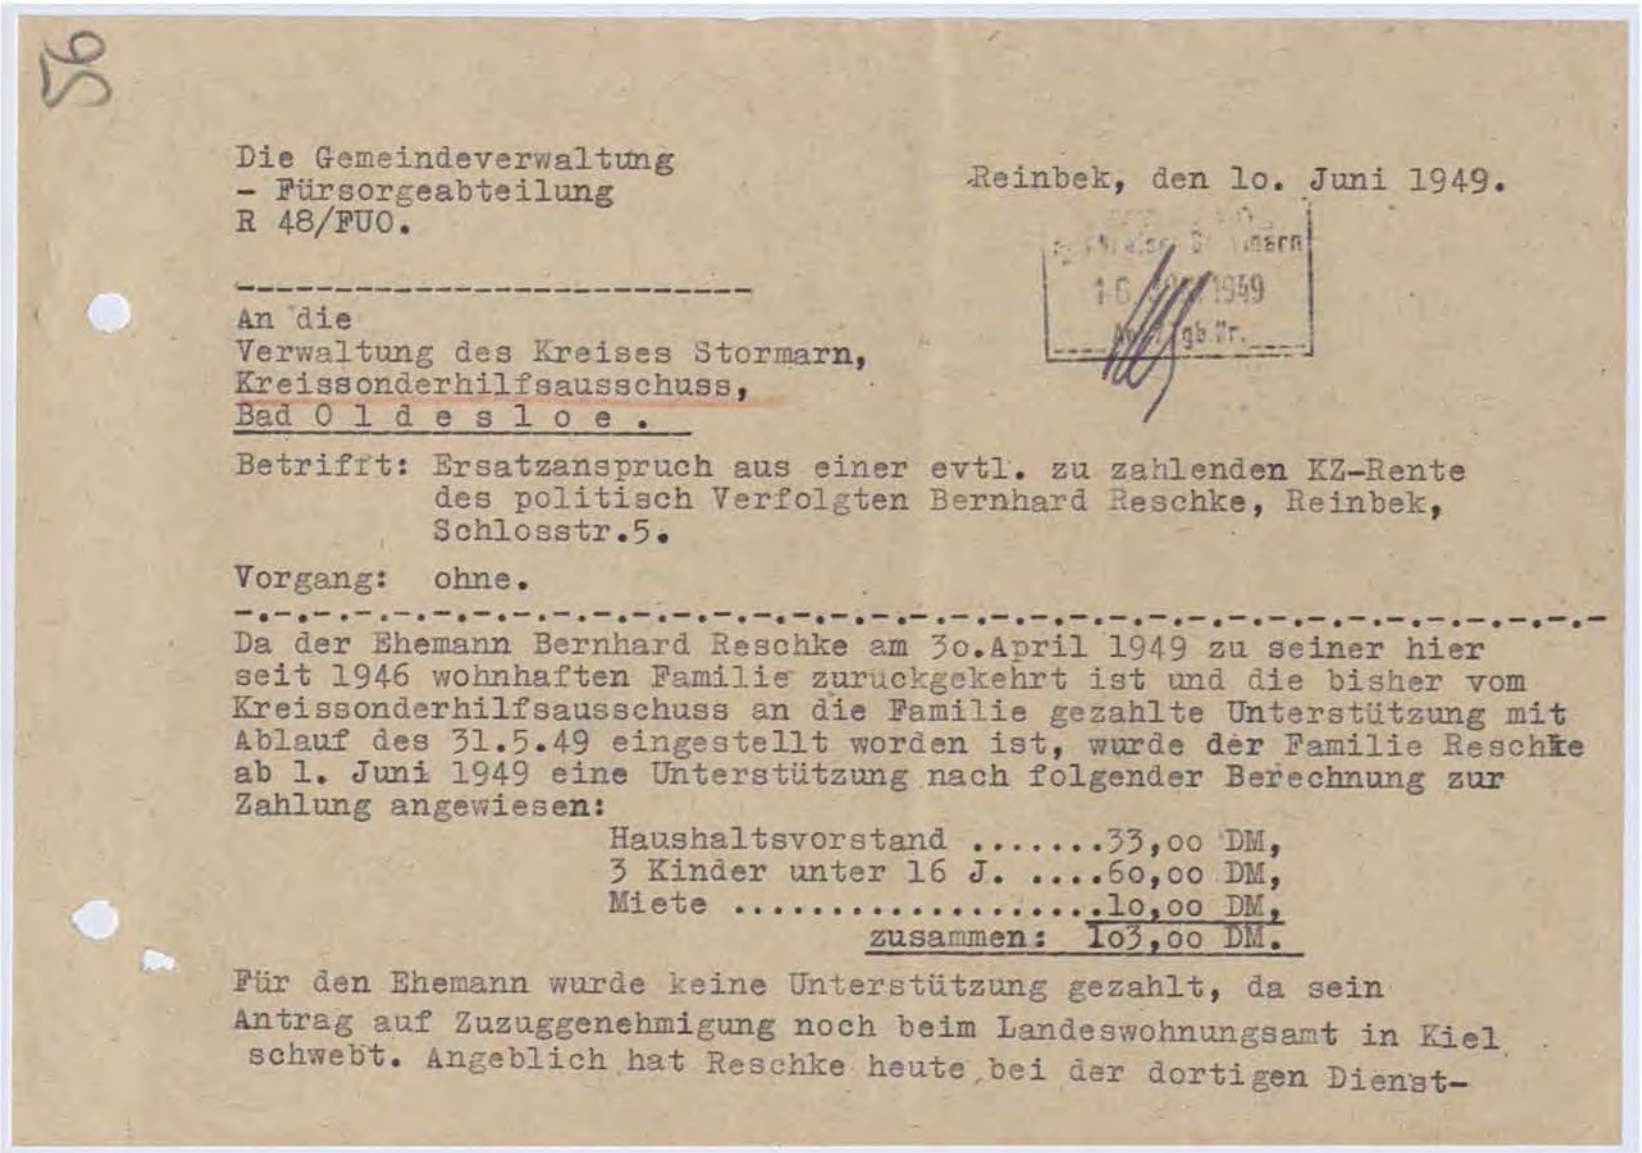 56
Die Gemeindeverwaltung
- Fürsorgeabteilung
R 48/FUO.
Reinbek, den 1o. Juni 1949.
1949
---------------------------
An die
Verwaltung des Kreises Stormarn,
Kreissonderhilfsausschuss,
Bad O l d e s l o e .
Betrifft: Ersatzanspruch aus einer evtl. zu zahlenden KZ-Rente
des politisch Verfolgten Bernhard Reschke, Reinbek,
Schlosstr.5.
Vorgang: ohne.
-.-.-.-.-.-.-.-.-.-.-.-.-.-.-.-.-.-.-.-.-.-.-.-.-.-.-.-.-.-.-.-.-.-.-
Da der Ehemann Bernhard Reschke am 3o.April 1949 zu seiner hier
seit 1946 wohnhaften Familie zurückgekehrt ist und die bisher vom
Kreissonderhilfsausschuss an die Familie gezahlte Unterstützung mit
Ablauf des 31.5.49 eingestellt worden ist, wurde der Familie Reschke
ab 1. Juni 1949 eine Unterstützung nach folgender Berechnung zur
Zahlung angewiesen:
Haushaltsvorstand .......33,oo DM,
3 Kinder unter 16 J. ....6o,oo DM,
Miete ...................1o,oo DM,
zusammen: 1o3,oo DM.
Für den Ehemann wurde keine Unterstützung gezahlt, da sein
Antrag auf Zuzuggenehmigung noch beim Landeswohnungsamt in Kiel
schwebt. Angeblich hat Reschke heute bei der dortigen Dienst-